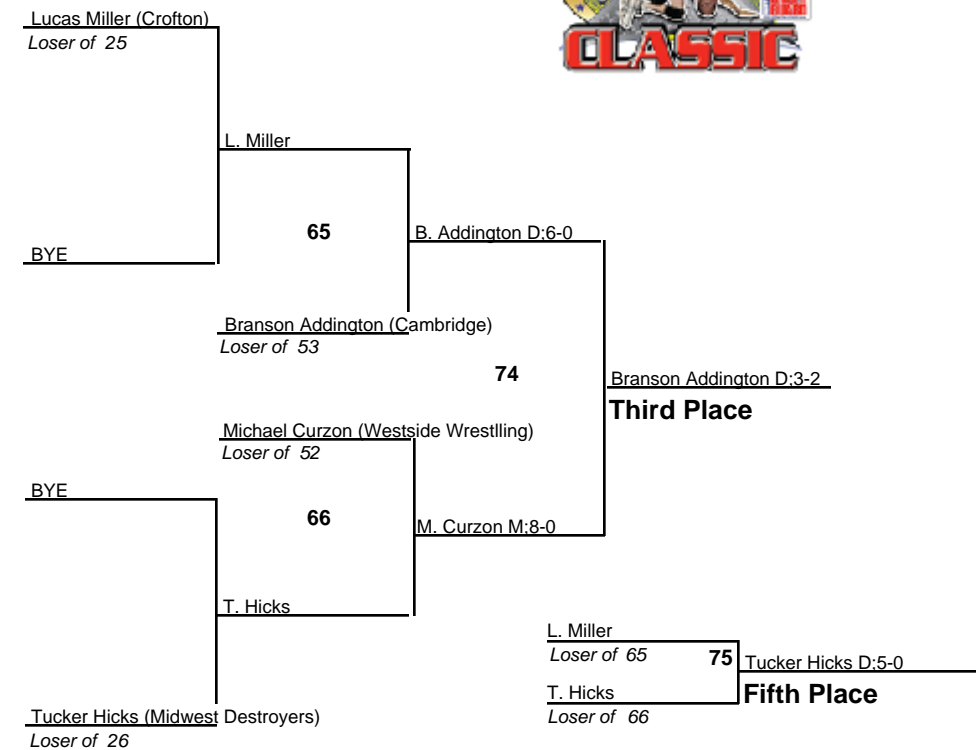 Lucas Miller (Crofton)
Loser of 25
CLASSIC
L. Miller
65
B. Addington D;6-0
BYE
Branson Addington (Cambridge)
Loser of 53
74
Branson Addington D;3-2
Third Place
Michael Curzon (Westside Wrestlling)
Loser of 52
BYE
66
M. Curzon M;8-0
T. Hicks
L. Miller
Loser of 65
75
Tucker Hicks D;5-0
T. Hicks
Fifth Place
Loser of 66
Tucker Hicks (Midwest Destroyers)
Loser of 26